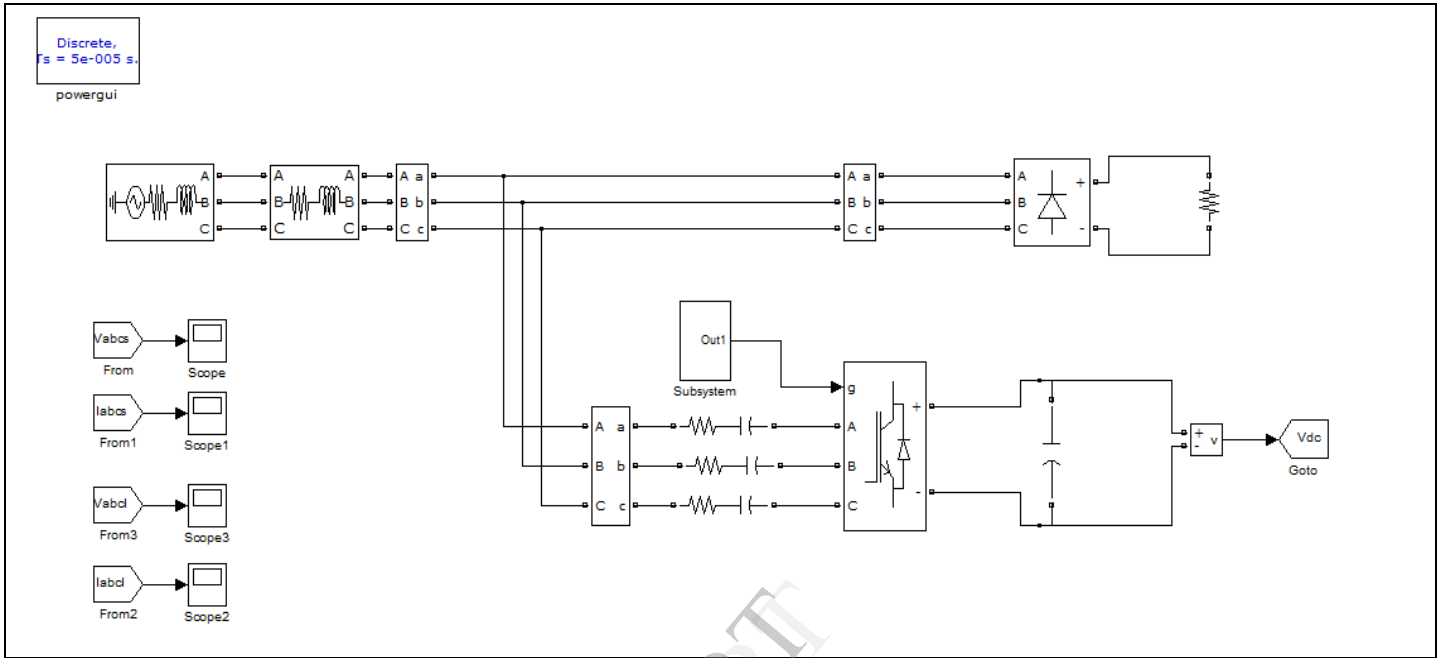 Discrete,
Ts = 5e-005 s.
powergui
A A A A a A a A
B B B B b B b B
C C C C c C c C
+
-
Vabcs
From
Scope
Iabcs
From1
Scope1
Vabcl
From3
Scope3
Iabcl
From2
Scope2
Out1
Subsystem
g
A a A
B b B
C c C
+
-
+
-
v
Vdc
Goto